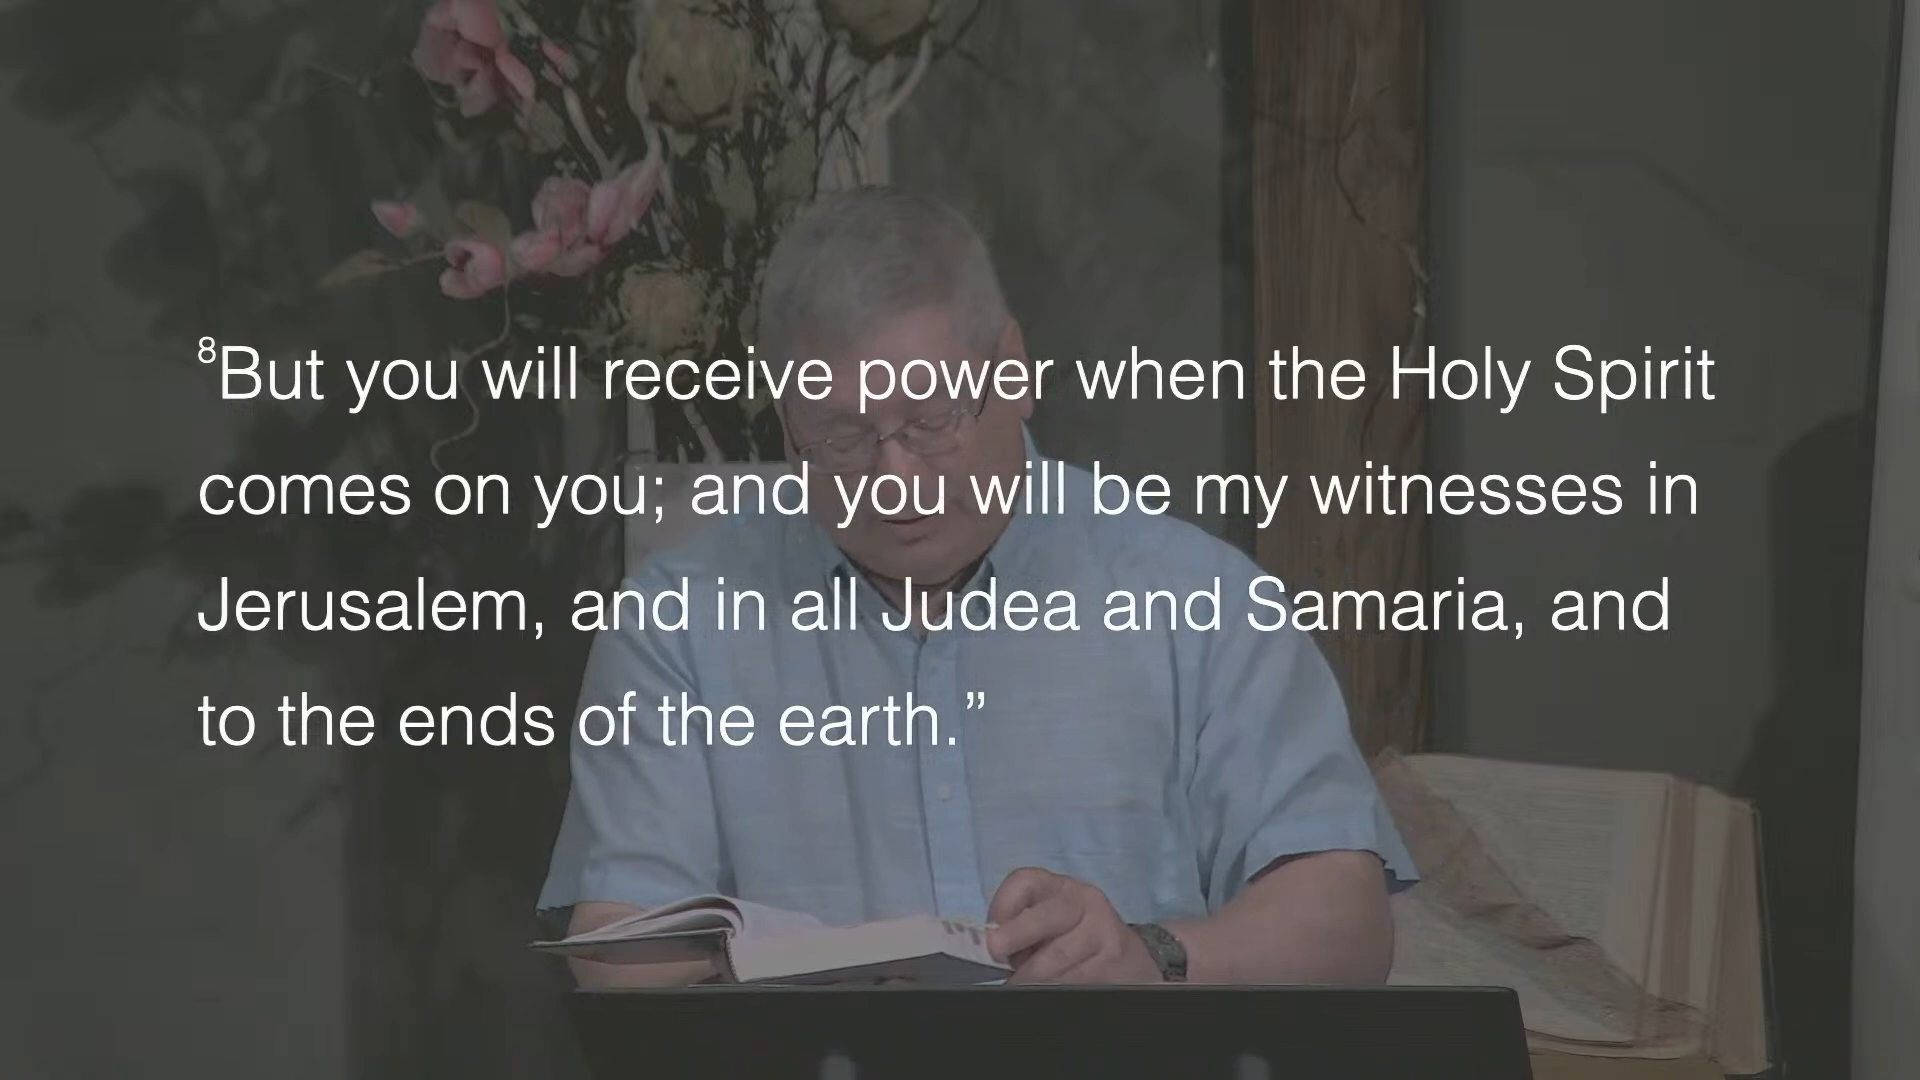 ⁸But you will receive power when the Holy Spirit
comes on you; and you will be my witnesses in
Jerusalem, and in all Judea and Samaria, and
to the ends of the earth.”